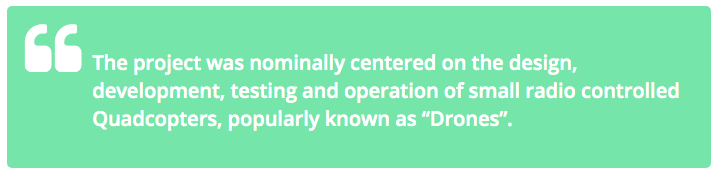 The project was nominally centered on the design,
development, testing and operation of small radio controlled
Quadcopters, popularly known as “Drones”.